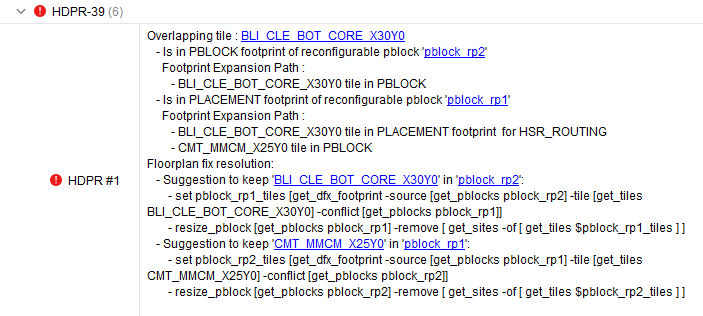 HDPR-39 (6)
HDPR #1
Overlapping tile : BLI_CLE_BOT_CORE_X30Y0
- Is in PBLOCK footprint of reconfigurable pblock 'pblock_rp2'
Footprint Expansion Path :
- BLI_CLE_BOT_CORE_X30Y0 tile in PBLOCK
- Is in PLACEMENT footprint of reconfigurable pblock 'pblock_rp1'
Footprint Expansion Path :
- BLI_CLE_BOT_CORE_X30Y0 tile in PLACEMENT footprint for HSR_ROUTING
- CMT_MMCM_X25Y0 tile in PBLOCK
Floorplan fix resolution:
- Suggestion to keep 'BLI_CLE_BOT_CORE_X30Y0' in 'pblock_rp2':
- set pblock_rp1_tiles [get_dfx_footprint -source [get_pblocks pblock_rp2] -tile [get_tiles
BLI_CLE_BOT_CORE_X30Y0] -conflict [get_pblocks pblock_rp1]]
- resize_pblock [get_pblocks pblock_rp1] -remove [ get_sites -of [ get_tiles $pblock_rp1_tiles ] ]
- Suggestion to keep 'CMT_MMCM_X25Y0' in 'pblock_rp1':
- set pblock_rp2_tiles [get_dfx_footprint -source [get_pblocks pblock_rp1] -tile [get_tiles
CMT_MMCM_X25Y0] -conflict [get_pblocks pblock_rp2]]
- resize_pblock [get_pblocks pblock_rp2] -remove [ get_sites -of [ get_tiles $pblock_rp2_tiles ] ]